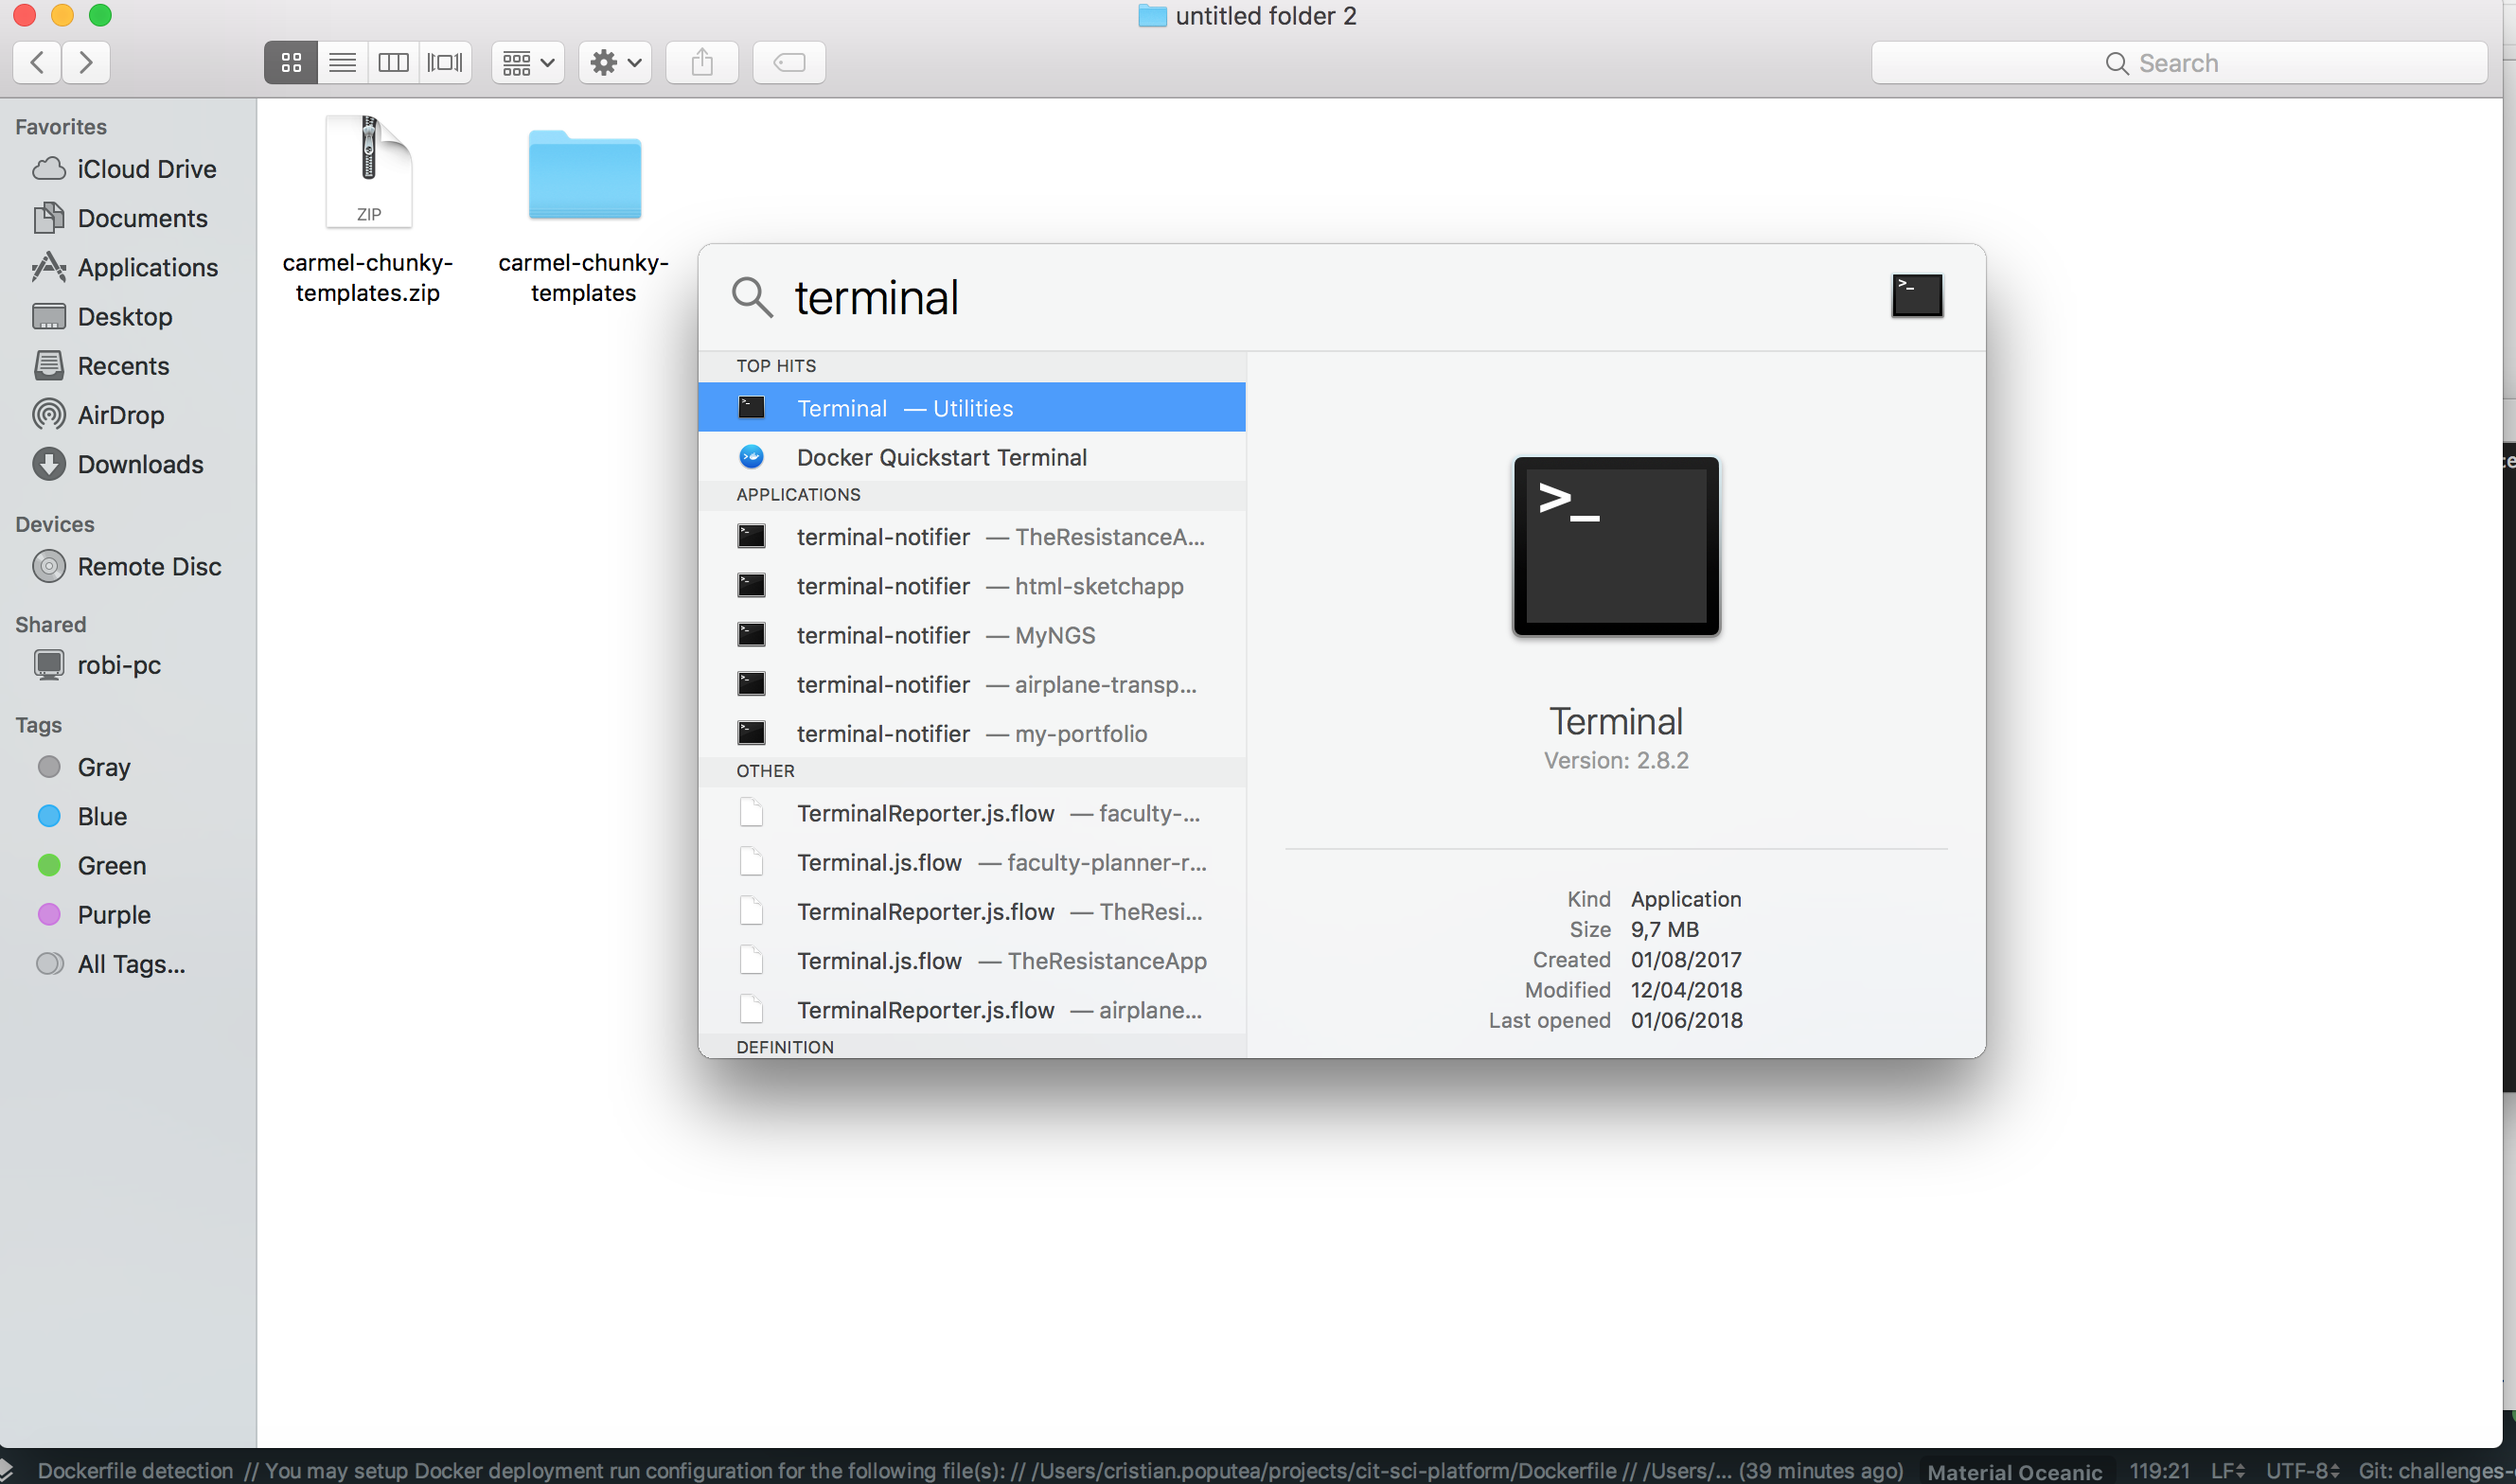 untitled folder 2
Search
Favorites
iCloud Drive
Documents
Applications
Desktop
Recents
AirDrop
Downloads
Devices
Remote Disc
Shared
robi-pc
Tags
Gray
Blue
Green
Purple
All Tags...
ZIP
carmel-chunky-
templates.zip
carmel-chunky-
templates
terminal
TOP HITS
Terminal — Utilities
Docker Quickstart Terminal
APPLICATIONS
terminal-notifier — TheResistanceA...
terminal-notifier — html-sketchapp
terminal-notifier — MyNGS
terminal-notifier — airplane-transp...
terminal-notifier — my-portfolio
OTHER
TerminalReporter.js.flow — faculty-...
Terminal.js.flow — faculty-planner-r...
TerminalReporter.js.flow — TheResi...
Terminal.js.flow — TheResistanceApp
TerminalReporter.js.flow — airplane...
DEFINITION
>_
Terminal
Version: 2.8.2
Kind Application
Size 9,7 MB
Created 01/08/2017
Modified 12/04/2018
Last opened 01/06/2018
Dockerfile detection // You may setup Docker deployment run configuration for the following file(s): // /Users/cristian.poputea/projects/cit-sci-platform/Dockerfile // /Users/... (39 minutes ago) Material Oceanic 119:21 LF UTF-8 Git: challenges